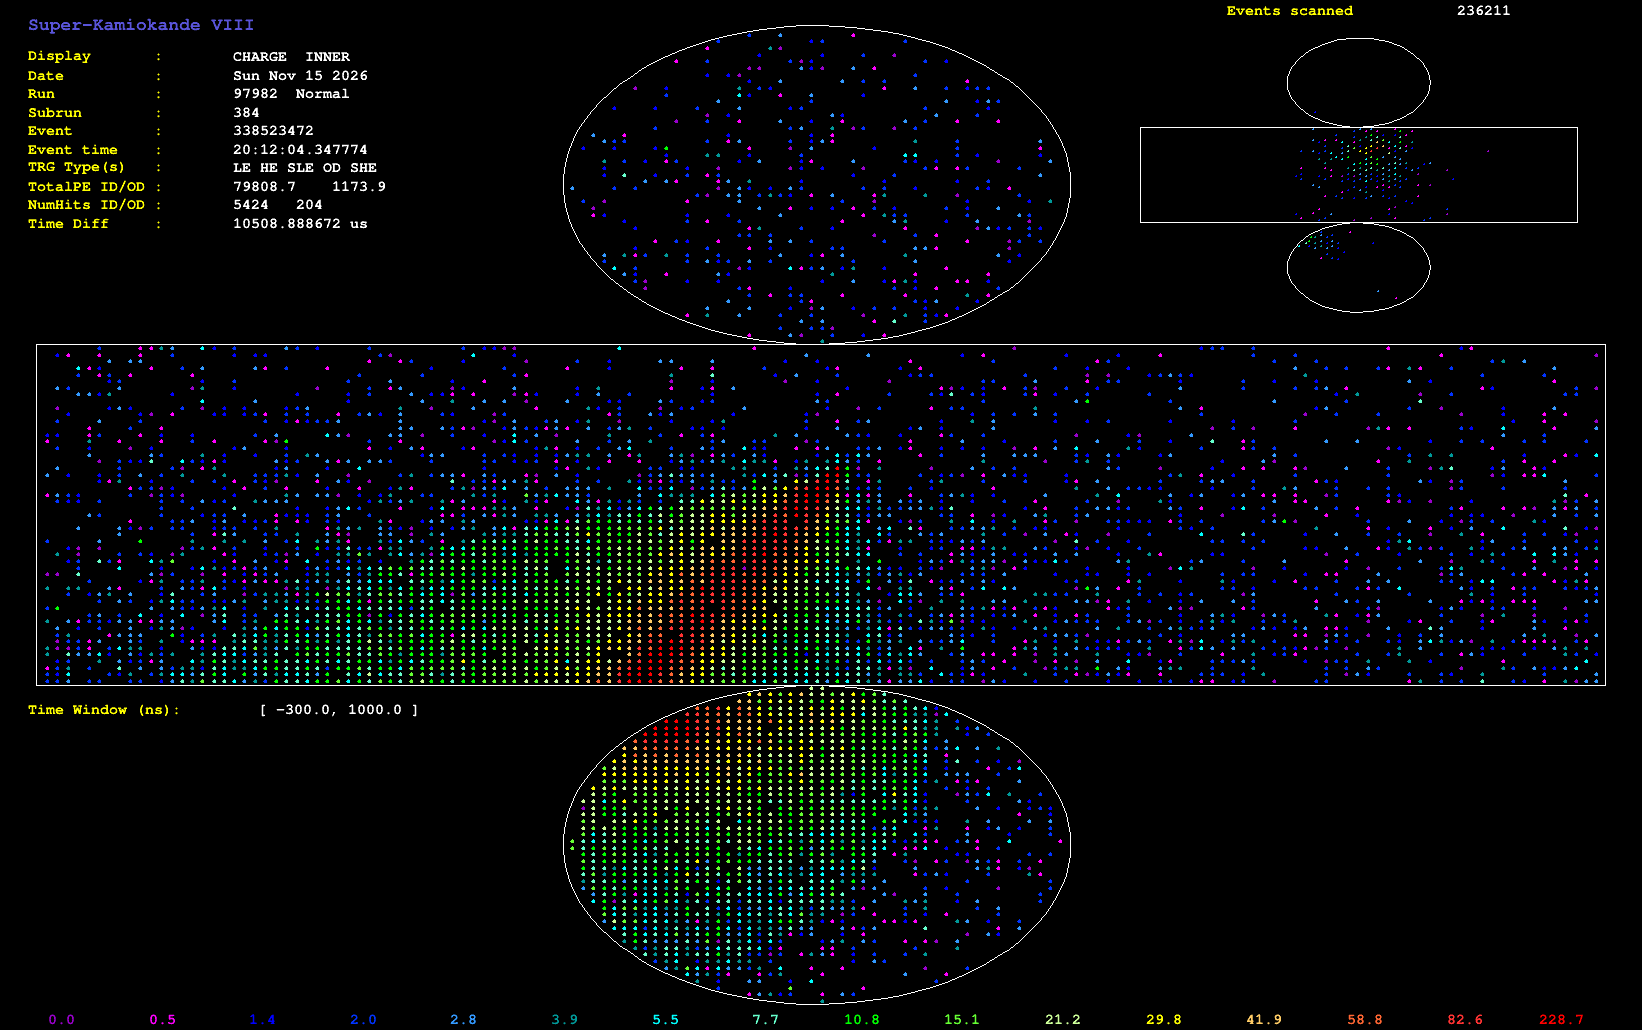 Super-Kamiokande VIII
Events scanned 236211
Display : CHARGE INNER
Date : Sun Nov 15 2026
Run : 97982 Normal
Subrun : 384
Event : 338523472
Event time : 20:12:04.347774
TRG Type(s) : LE HE SLE OD SHE
TotalPE ID/OD : 79808.7 1173.9
NumHits ID/OD : 5424 204
Time Diff : 10508.888672 us
Time Window (ns): [ -300.0, 1000.0 ]
0.0 0.5 1.4 2.0 2.8 3.9 5.5 7.7 10.8 15.1 21.2 29.8 41.9 58.8 82.6 228.7